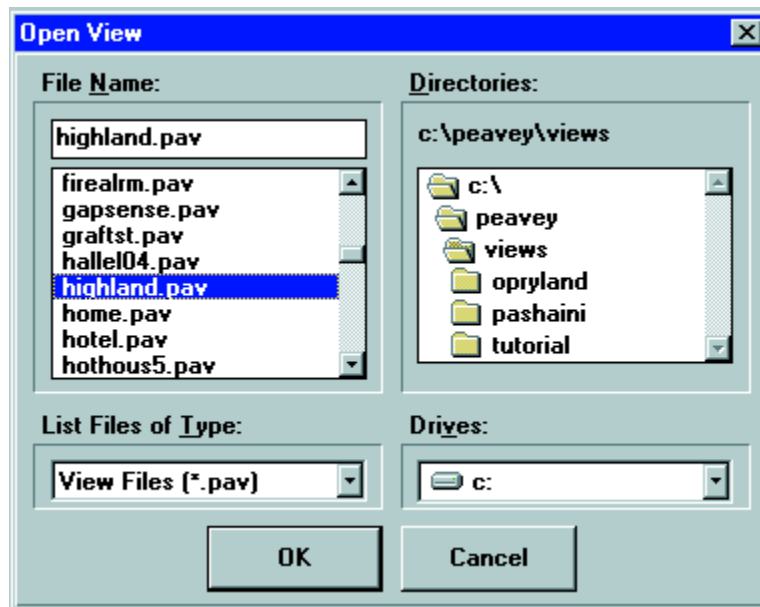 Open View
File Name:
highland.pav
firealrm.pav
gapsense.pav
graftst.pav
hallel04.pav
highland.pav
home.pav
hotel.pav
hothous5.pav
Directories:
c:\peavey\views
c:\
peavey
views
opryland
pashaini
tutorial
List Files of Type:
View Files (*.pav)
Drives:
c:
OK
Cancel